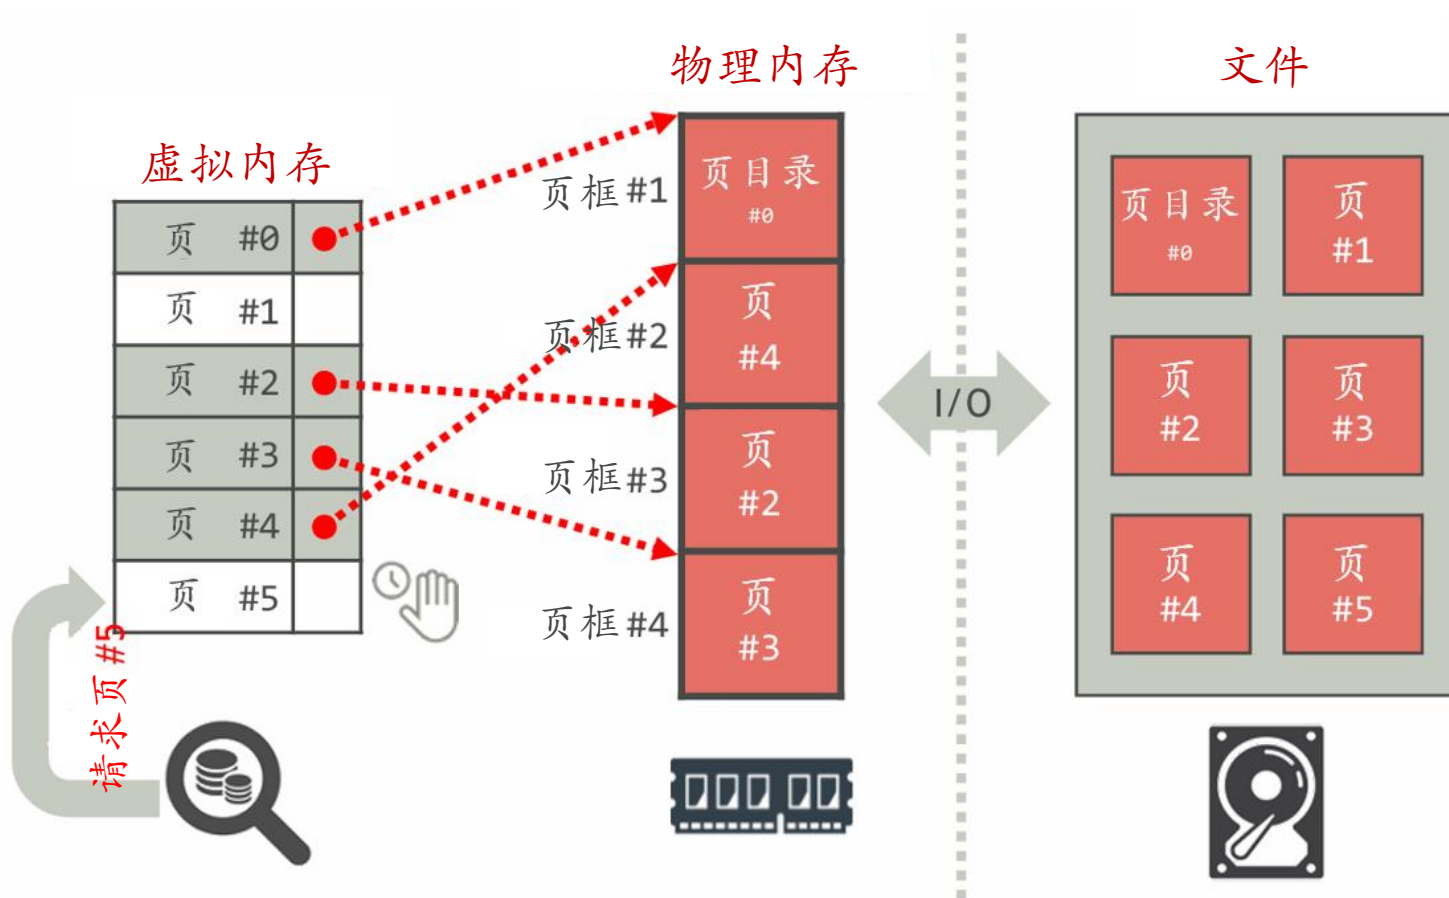 虚拟内存
页 #0
页 #1
页 #2
页 #3
页 #4
页 #5
请求页 #5
物理内存
页框 #1
页目录
#0
页框 #2
页
#4
页框 #3
页
#2
页框 #4
页
#3
I/O
文件
页目录
#0
页
#1
页
#2
页
#3
页
#4
页
#5